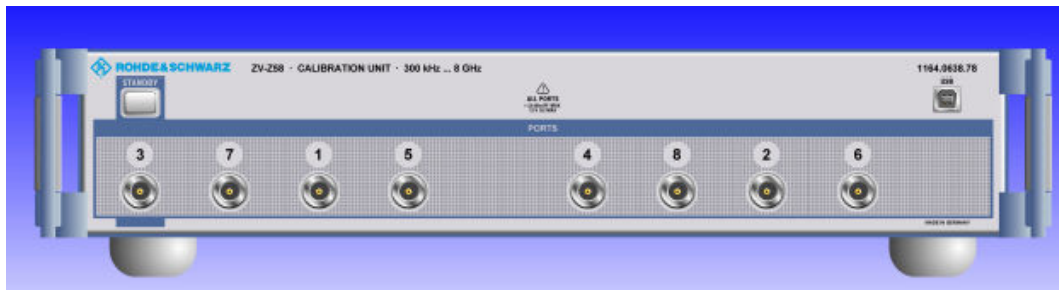 ROHDE&SCHWARZ ZV-Z58 · CALIBRATION UNIT · 300 kHz ... 8 GHz
1164.0638.78
STANDBY
USB
ALL PORTS
PORTS
3 7 1 5 4 8 2 6
MADE IN GERMANY